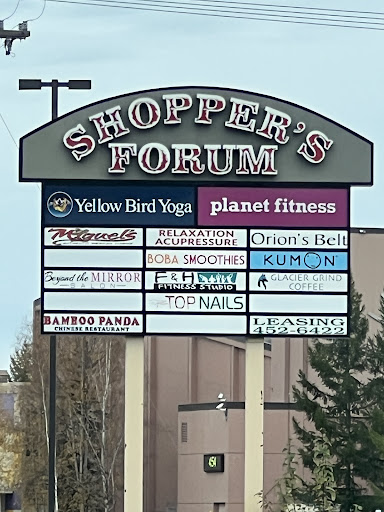 SHOPPER'S
FORUM
Yellow Bird Yoga planet fitness
Miguel's RELAXATION ACUPRESSURE Orion's Belt
BOBA SMOOTHIES KUMON
Beyond the MIRROR SALON F&H FITNESS STUDIO GLACIER GRIND COFFEE
TOP NAILS
BAMBOO PANDA CHINESE RESTAURANT LEASING 452-6422